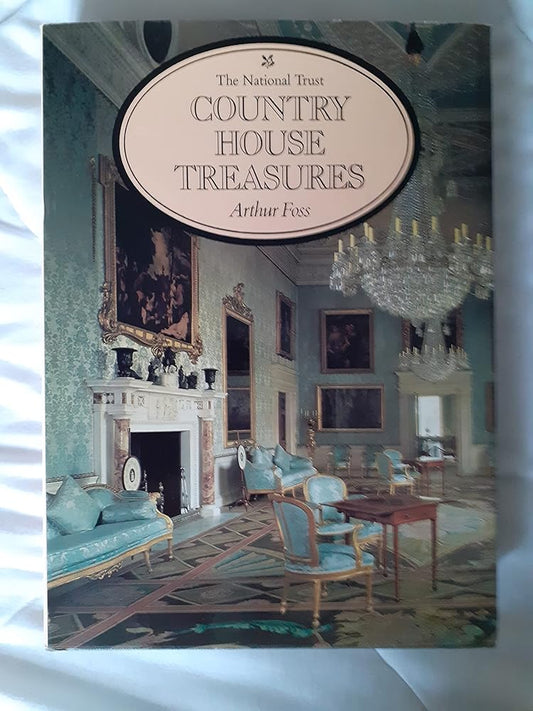 The National Trust
COUNTRY
HOUSE
TREASURES
Arthur Foss